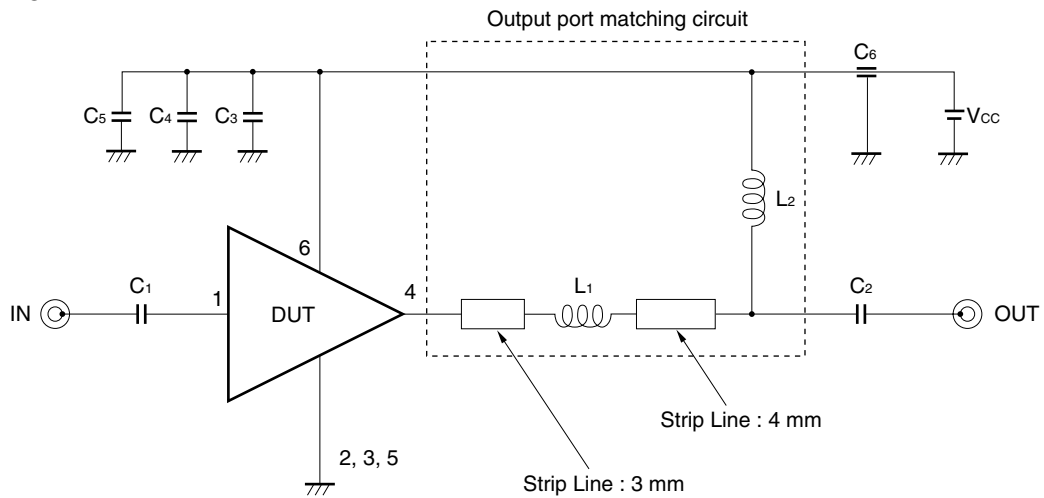 Output port matching circuit
C6
C5
C4
C3
VCC
L2
6
C1
1
DUT
4
L1
C2
IN
OUT
Strip Line : 4 mm
2, 3, 5
Strip Line : 3 mm